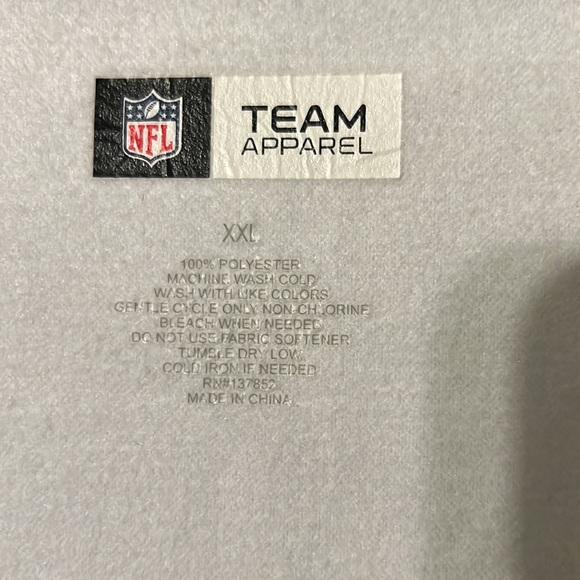 NFL
TEAM
APPAREL
XXL
100% POLYESTER
MACHINE WASH COLD
WASH WITH LIKE COLORS
GENTLE CYCLE ONLY NON-CHLORINE
BLEACH WHEN NEEDED
DO NOT USE FABRIC SOFTENER
TUMBLE DRY LOW
COLD IRON IF NEEDED
RN#137852
MADE IN CHINA